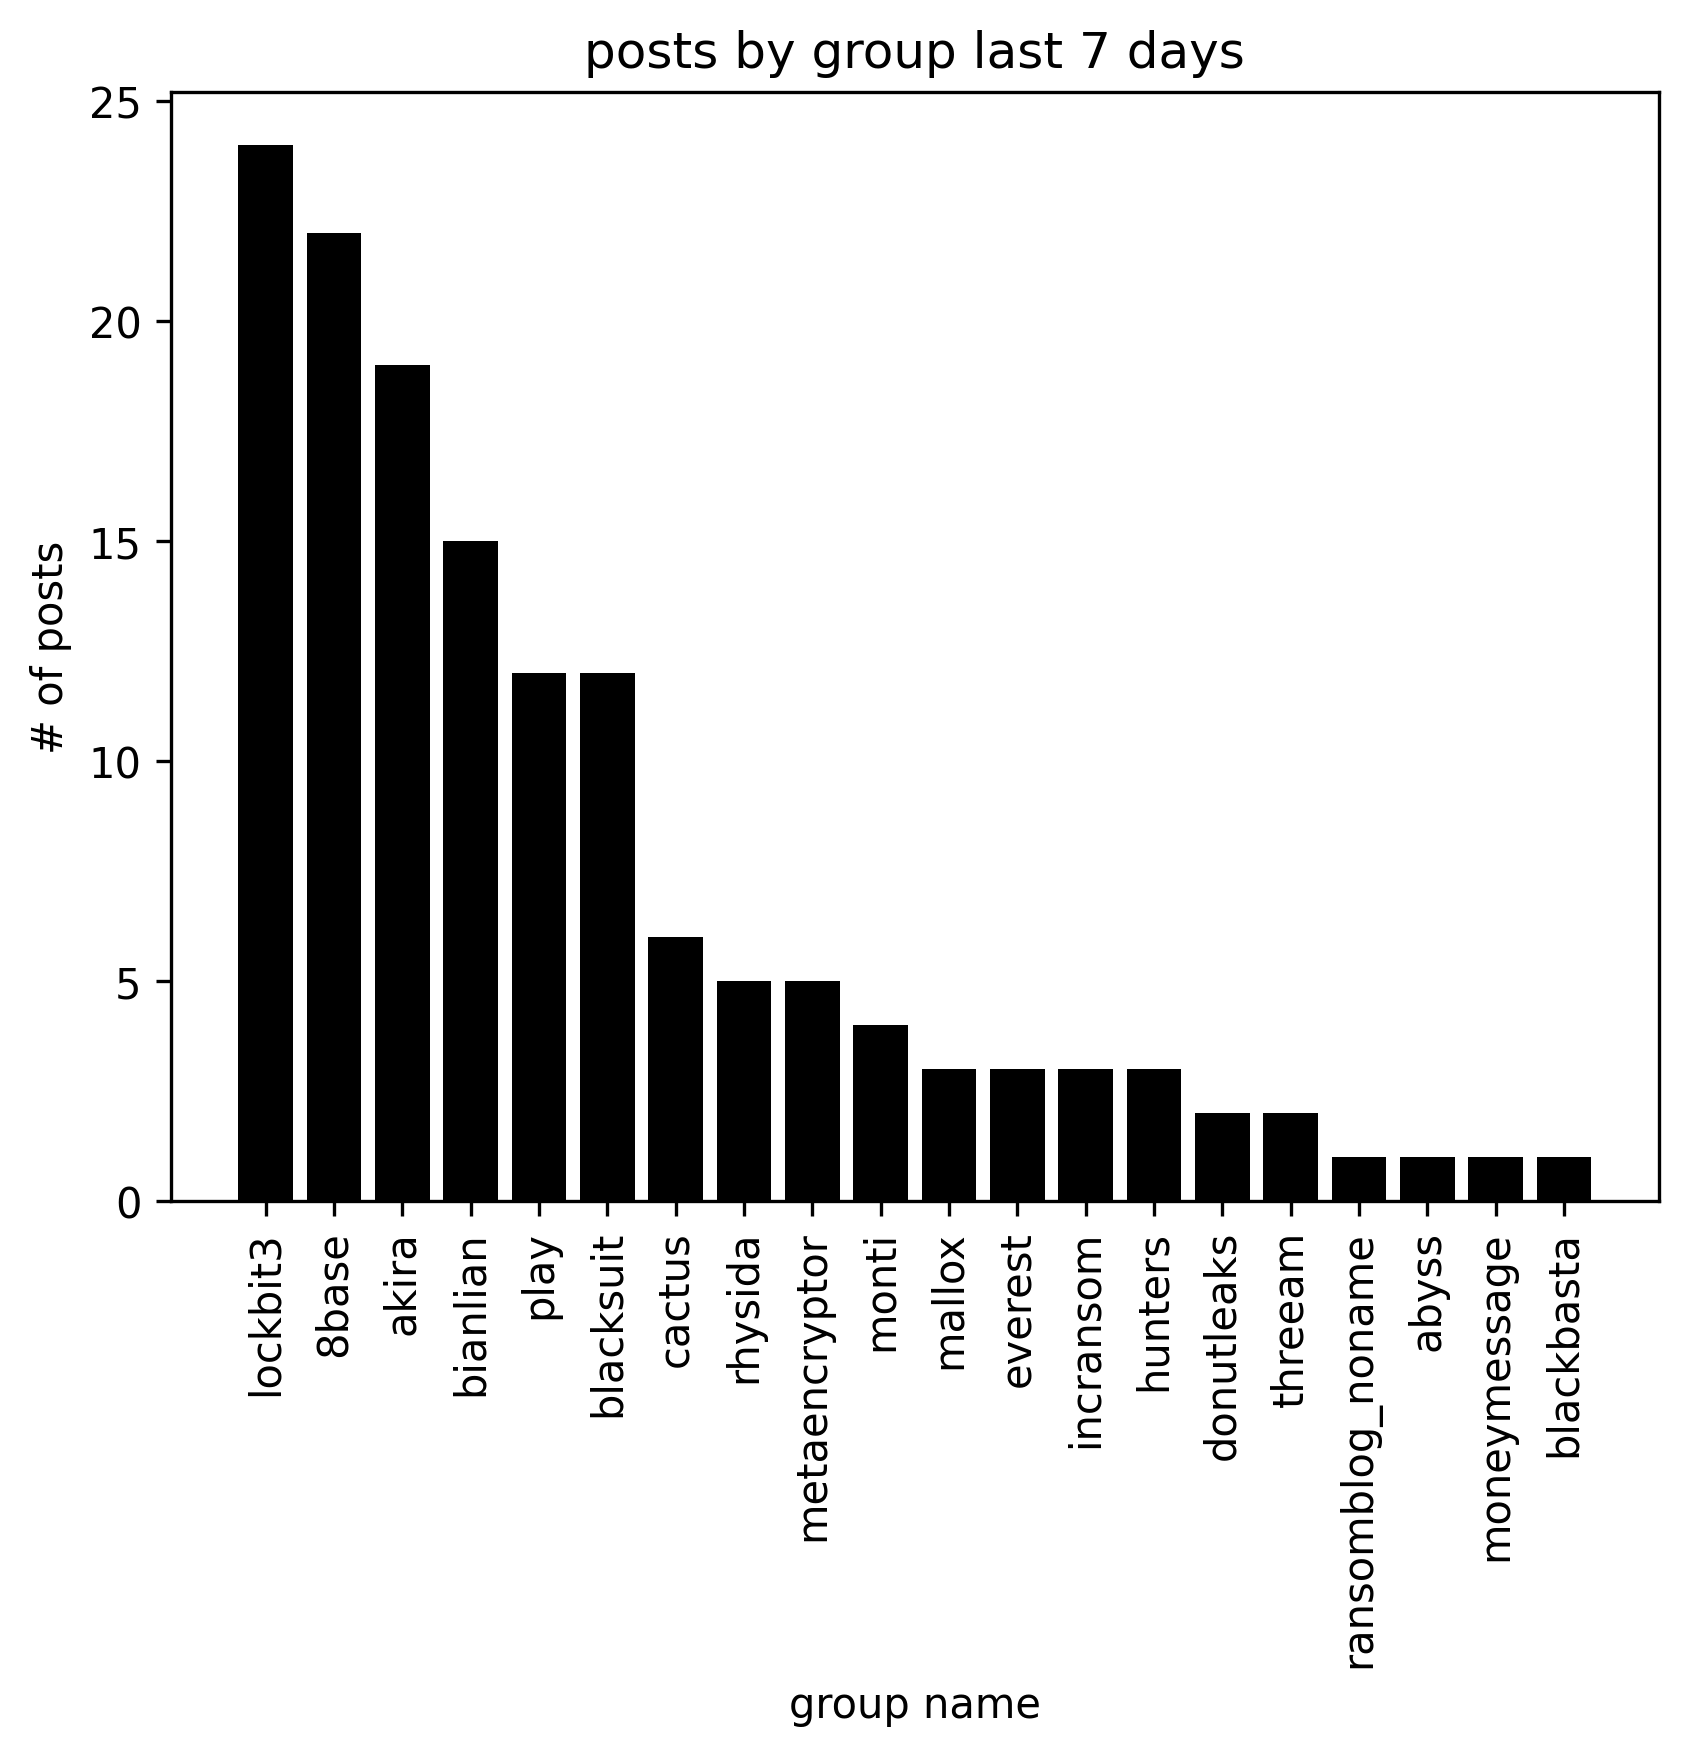 posts by group last 7 days
# of posts
25
20
15
10
5
0
lockbit3
8base
akira
bianlian
play
blacksuit
cactus
rhysida
metaencryptor
monti
mallox
everest
incransom
hunters
donutleaks
threeam
ransomblog_noname
abyss
moneymessage
blackbasta
group name